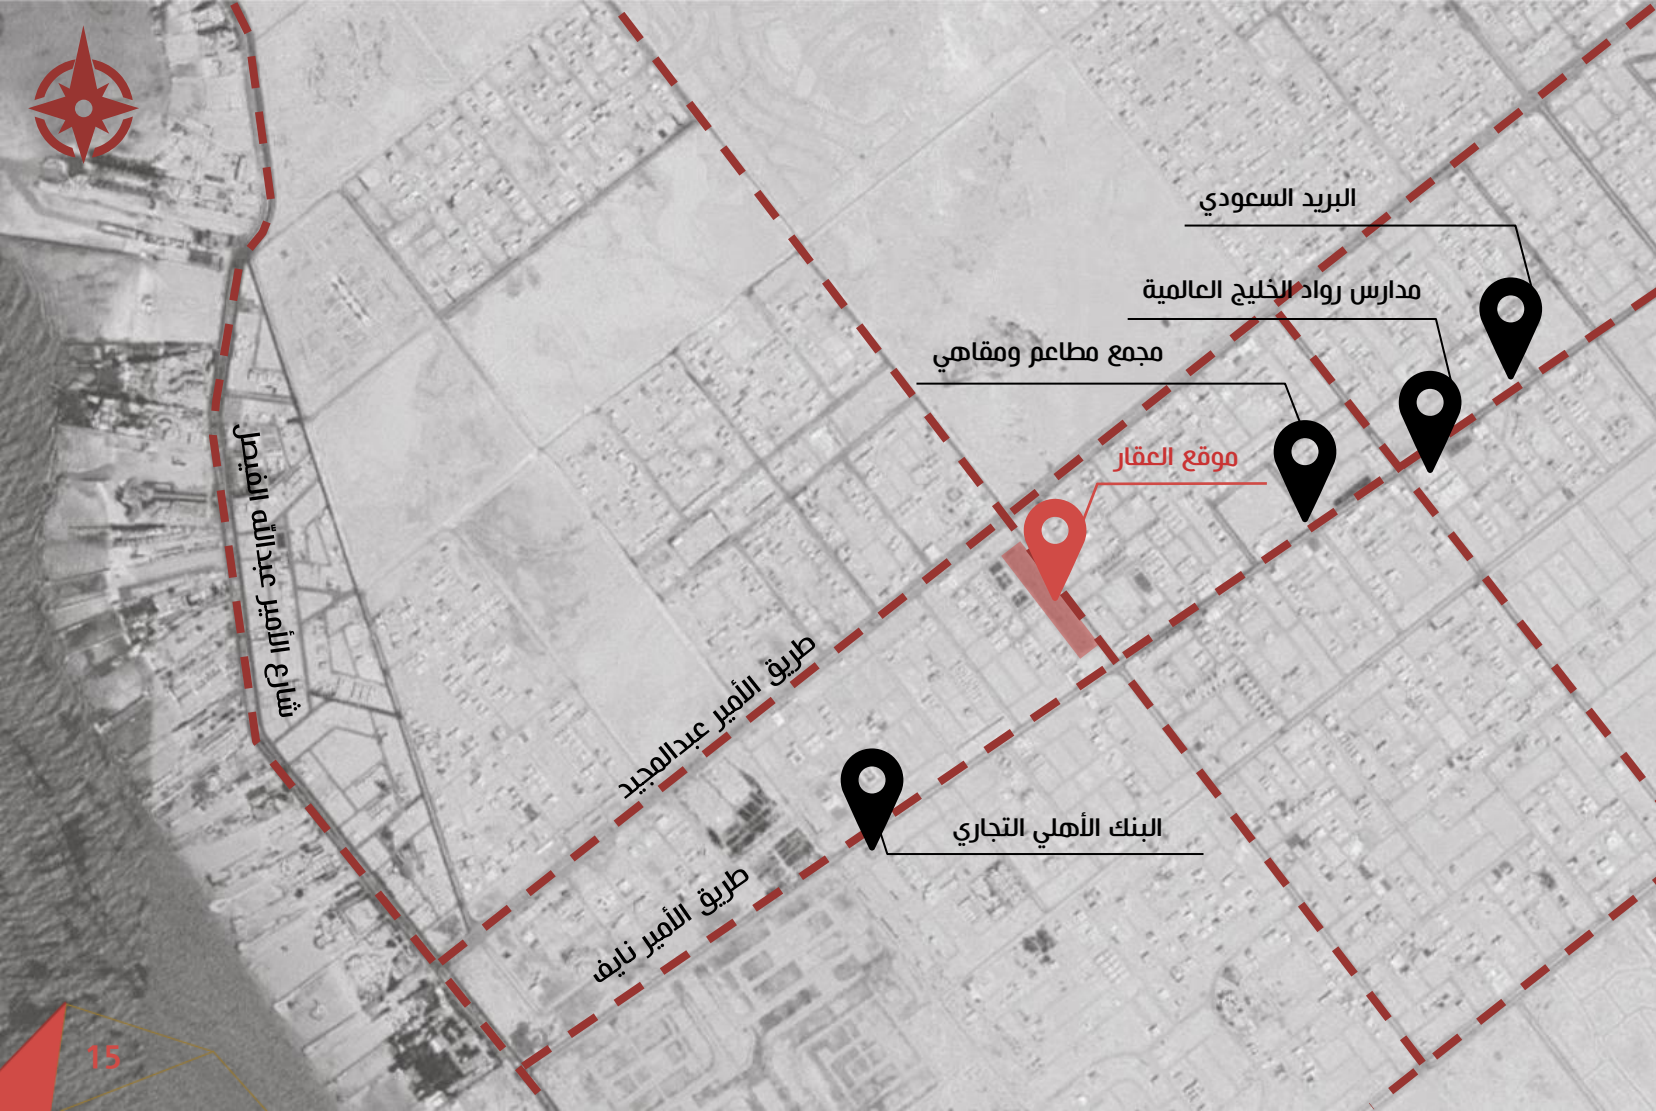 البريد السعودي
مدارس رواد الخليج العالمية
مجمع مطاعم ومقاهي
موقع العقار
شارع الأمير عبدالله الفيصل
طريق الأمير عبدالمجيد
البنك الأهلي التجاري
طريق الأمير نايف
15